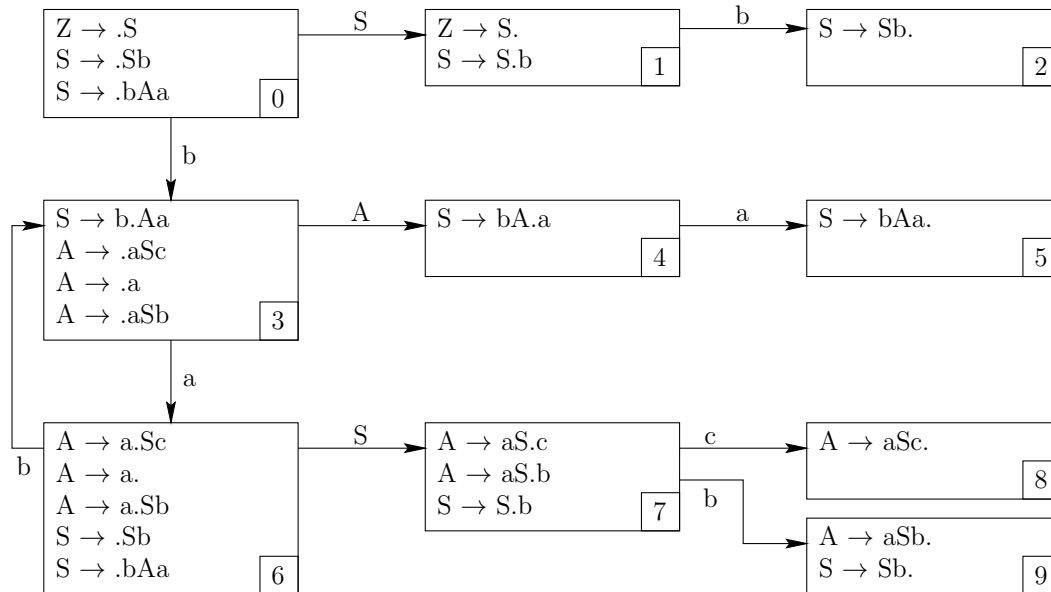 Z → .S
S → .Sb
S → .bAa
0
S
Z → S.
S → S.b
1
b
S → Sb.
2
b
S → b.Aa
A → .aSc
A → .a
A → .aSb
3
A
S → bA.a
4
a
S → bAa.
5
a
b
A → a.Sc
A → a.
A → a.Sb
S → .Sb
S → .bAa
6
S
A → aS.c
A → aS.b
S → S.b
7
c
A → aSc.
8
b
A → aSb.
S → Sb.
9